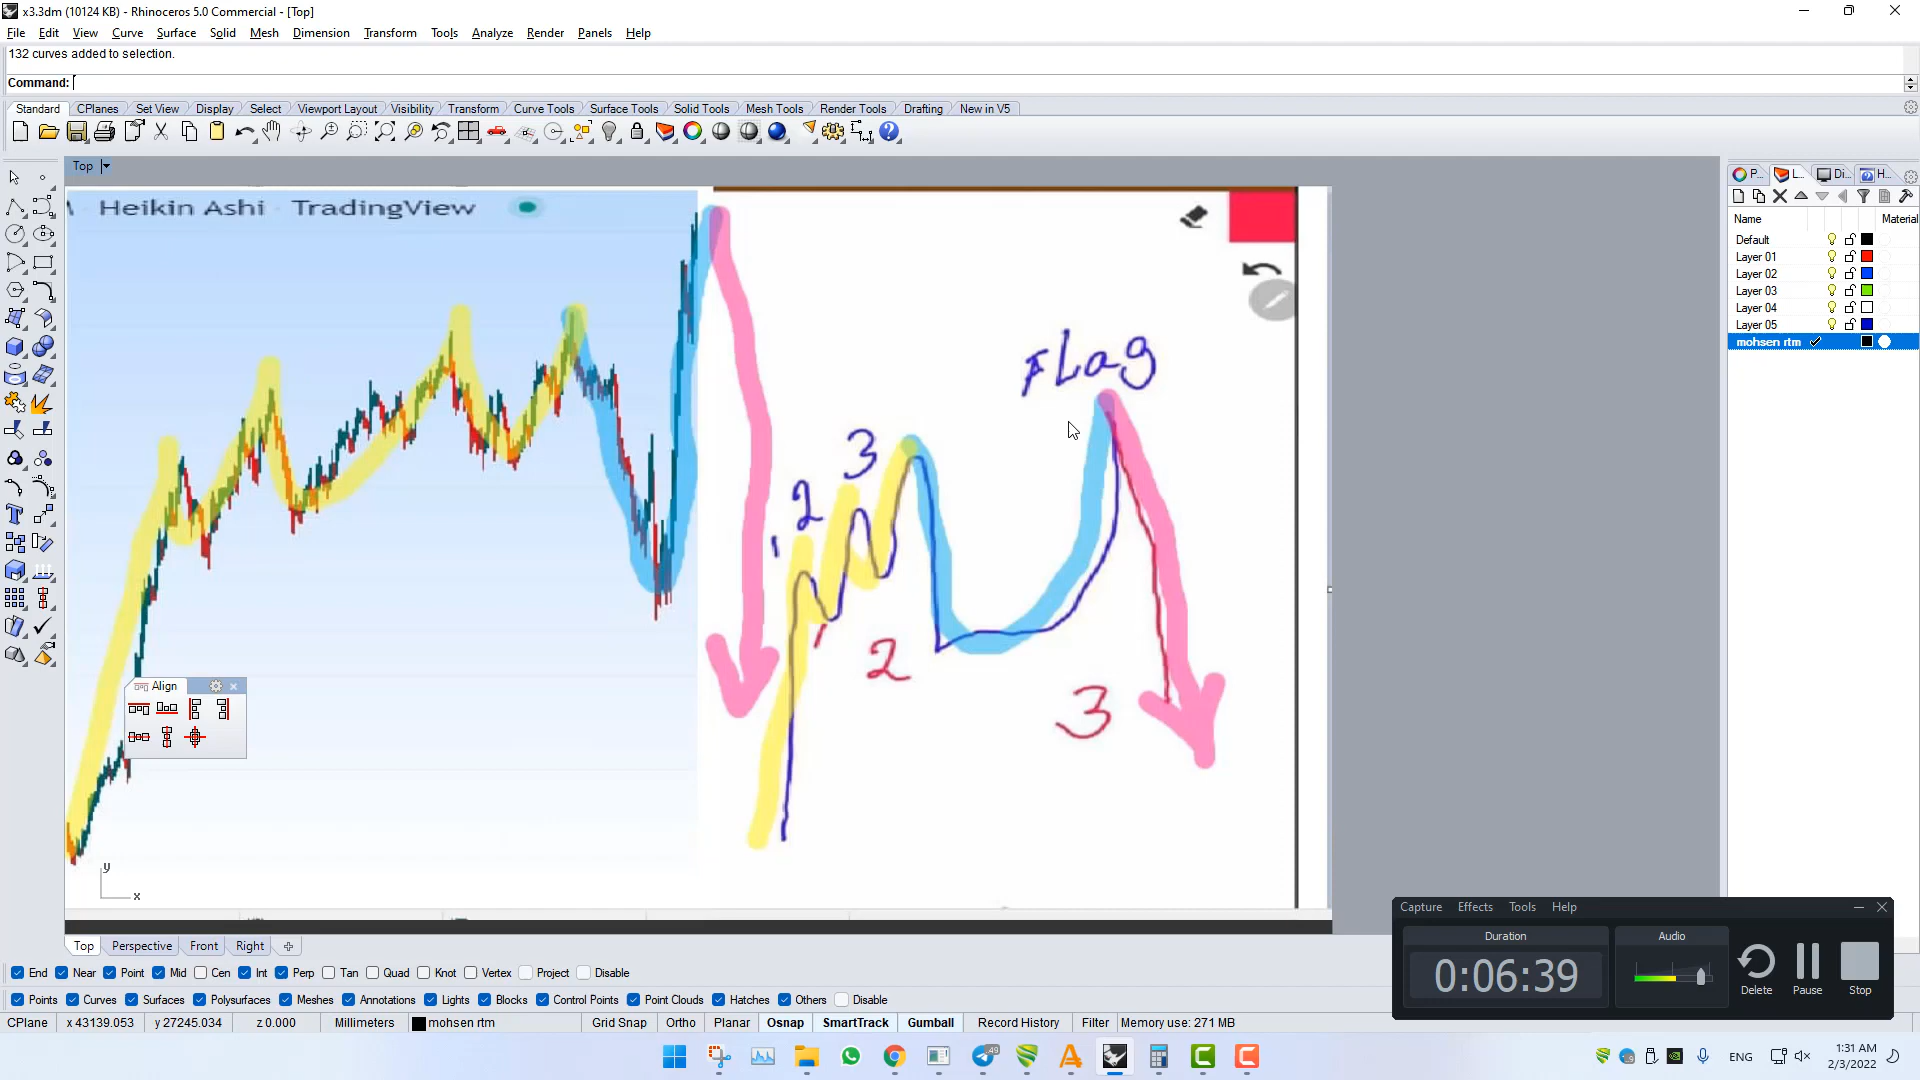 x3.3dm (10124 KB) - Rhinoceros 5.0 Commercial - [Top]
File Edit View Curve Surface Solid Mesh Dimension Transform Tools Analyze Render Panels Help
132 curves added to selection.
Command:
Standard CPlanes Set View Display Select Viewport Layout Visibility Transform Curve Tools Surface Tools Solid Tools Mesh Tools Render Tools Drafting New in V5
Top
P... L... Di... H...
Name Material
Default
Layer 01
Layer 02
Layer 03
Layer 04
Layer 05
mohsen rtm
Heikin Ashi TradingView
FLag
3
2
1
1
2
3
Align
y
x
Top Perspective Front Right
End Near Point Mid Cen Int Perp Tan Quad Knot Vertex Project Disable
Points Curves Surfaces Polysurfaces Meshes Annotations Lights Blocks Control Points Point Clouds Hatches Others Disable
CPlane x 43139.053 y 27245.034 z 0.000 Millimeters mohsen rtm Grid Snap Ortho Planar Osnap SmartTrack Gumball Record History Filter Memory use: 271 MB
Capture Effects Tools Help
Duration Audio
0:06:39
Delete Pause Stop
49
ENG
1:31 AM
2/3/2022